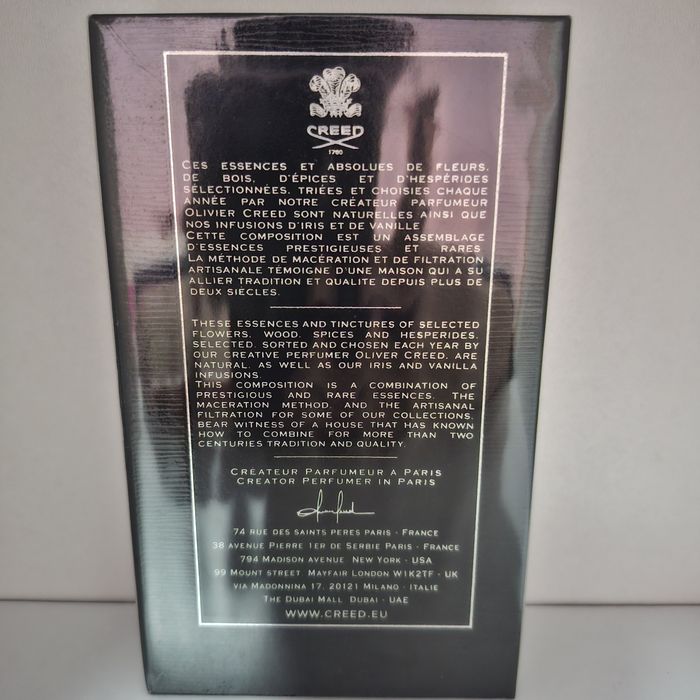 CREED
1760
CES ESSENCES ET ABSOLUES DE FLEURS,
DE BOIS, D'ÉPICES ET D'HESPÉRIDES
SÉLECTIONNÉES, TRIÉES ET CHOISIES CHAQUE
ANNÉE PAR NOTRE CRÉATEUR PARFUMEUR
OLIVIER CREED SONT NATURELLES AINSI QUE
NOS INFUSIONS D'IRIS ET DE VANILLE
CETTE COMPOSITION EST UN ASSEMBLAGE
D'ESSENCES PRESTIGIEUSES ET RARES
LA MÉTHODE DE MACÉRATION ET DE FILTRATION
ARTISANALE TÉMOIGNE D'UNE MAISON QUI A SU
ALLIER TRADITION ET QUALITE DEPUIS PLUS DE
DEUX SIÈCLES.
THESE ESSENCES AND TINCTURES OF SELECTED
FLOWERS, WOOD, SPICES AND HESPERIDES,
SELECTED, SORTED AND CHOSEN EACH YEAR BY
OUR CREATIVE PERFUMER OLIVER CREED, ARE
NATURAL, AS WELL AS OUR IRIS AND VANILLA
INFUSIONS.
THIS COMPOSITION IS A COMBINATION OF
PRESTIGIOUS AND RARE ESSENCES. THE
MACERATION METHOD, AND THE ARTISANAL
FILTRATION FOR SOME OF OUR COLLECTIONS,
BEAR WITNESS OF A HOUSE THAT HAS KNOWN
HOW TO COMBINE FOR MORE THAN TWO
CENTURIES TRADITION AND QUALITY.
CRÉATEUR PARFUMEUR A PARIS
CREATOR PERFUMER IN PARIS
74 RUE DES SAINTS PERES PARIS · FRANCE
38 AVENUE PIERRE 1ER DE SERBIE PARIS · FRANCE
794 MADISON AVENUE NEW YORK · USA
99 MOUNT STREET MAYFAIR LONDON W1K2TF · UK
VIA MADONNINA 17, 20121 MILANO · ITALIE
THE DUBAI MALL DUBAI · UAE
WWW.CREED.EU